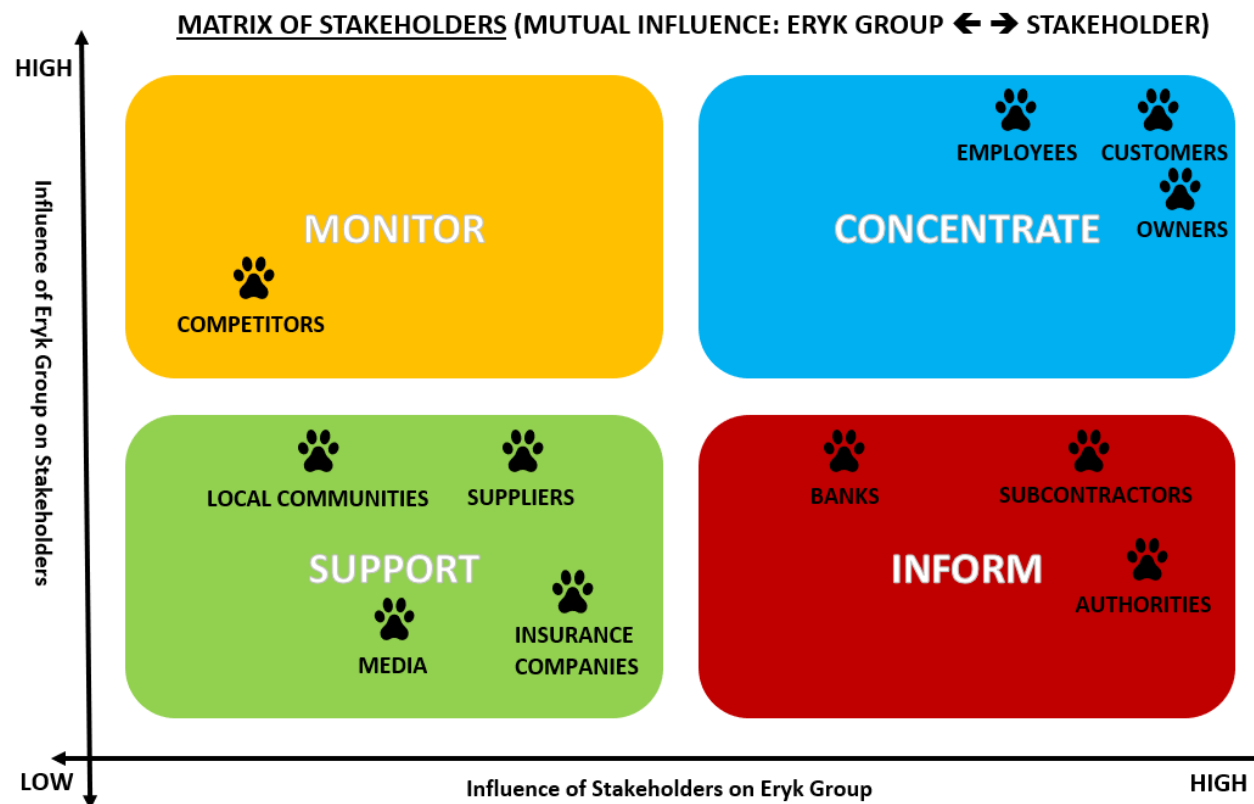 MATRIX OF STAKEHOLDERS (MUTUAL INFLUENCE: ERYK GROUP 🡸 🡺 STAKEHOLDER)
HIGH
Influence of Eryk Group on Stakeholders
MONITOR
COMPETITORS
EMPLOYEES
CUSTOMERS
OWNERS
CONCENTRATE
LOCAL COMMUNITIES
SUPPLIERS
SUPPORT
MEDIA
INSURANCE
COMPANIES
BANKS
SUBCONTRACTORS
INFORM
AUTHORITIES
LOW
Influence of Stakeholders on Eryk Group
HIGH